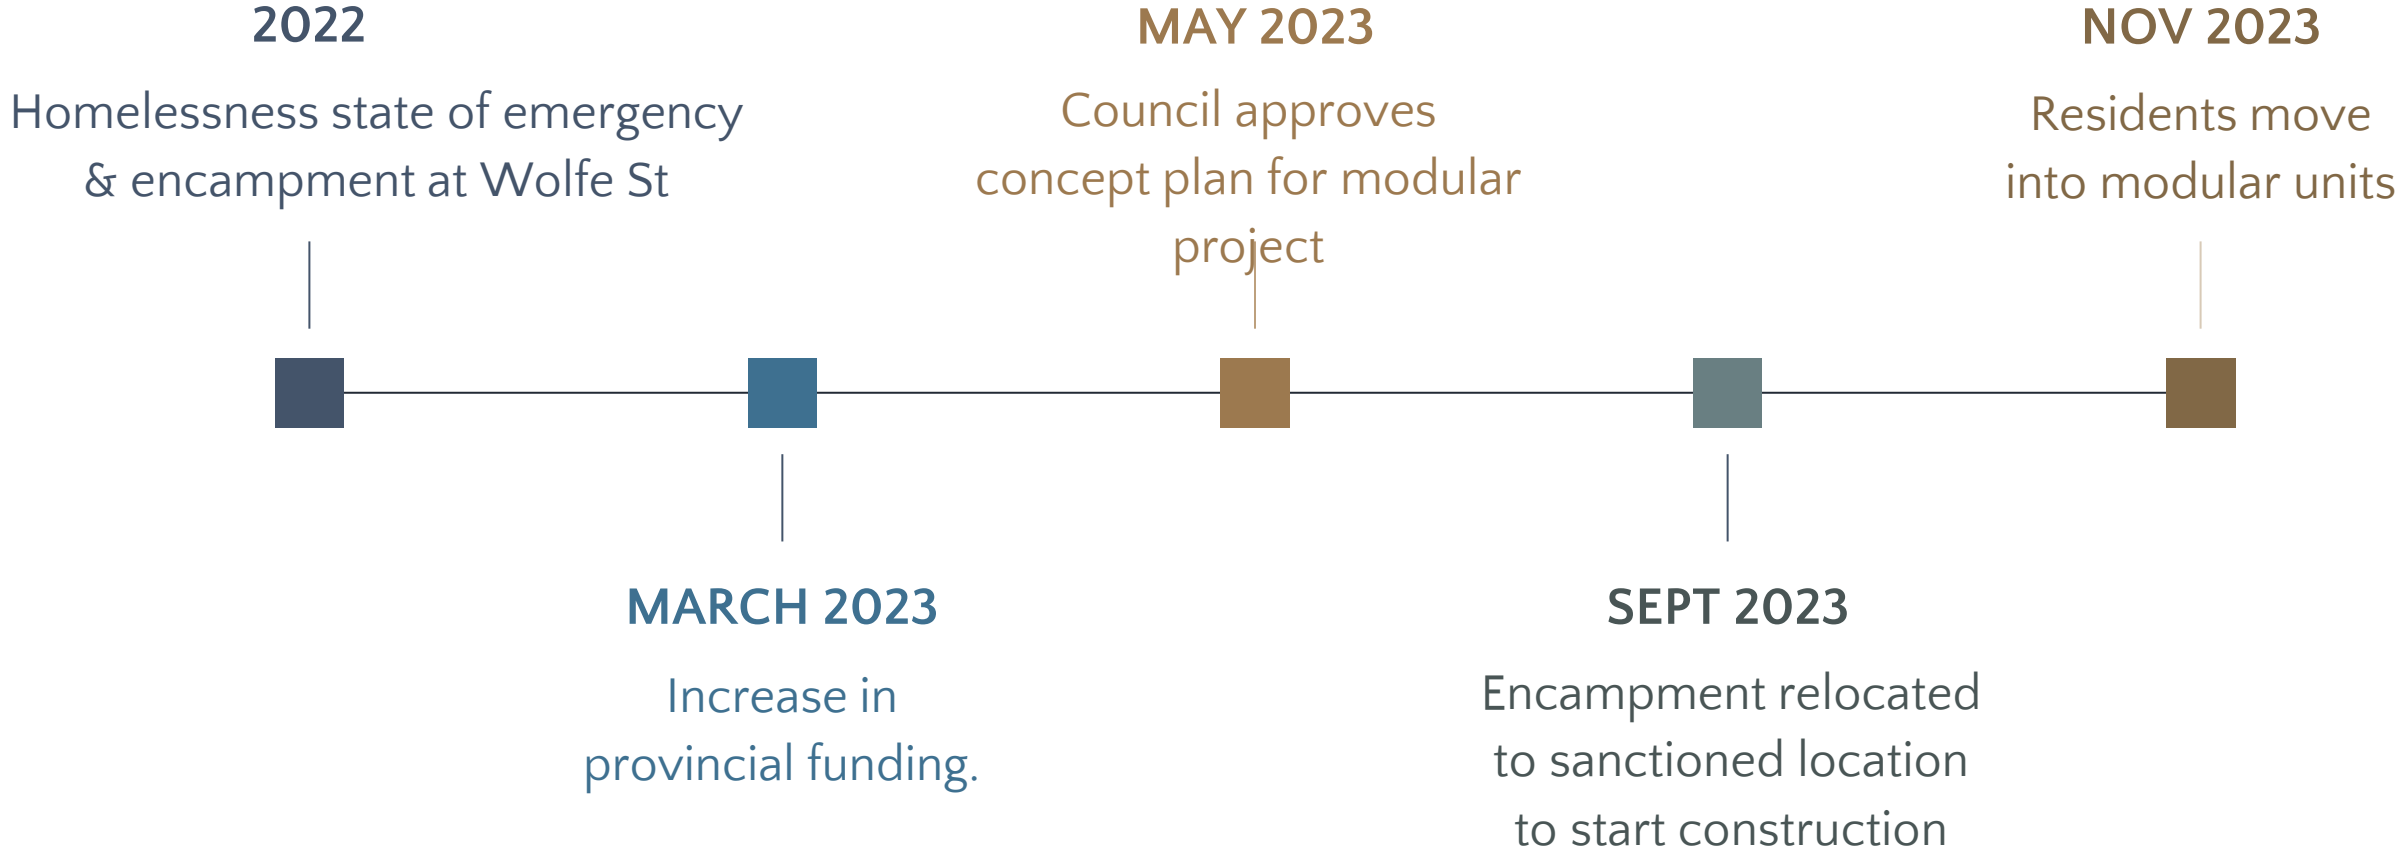 2022
Homelessness state of emergency
& encampment at Wolfe St
MARCH 2023
Increase in
provincial funding.
MAY 2023
Council approves
concept plan for modular
project
SEPT 2023
Encampment relocated
to sanctioned location
to start construction
NOV 2023
Residents move
into modular units